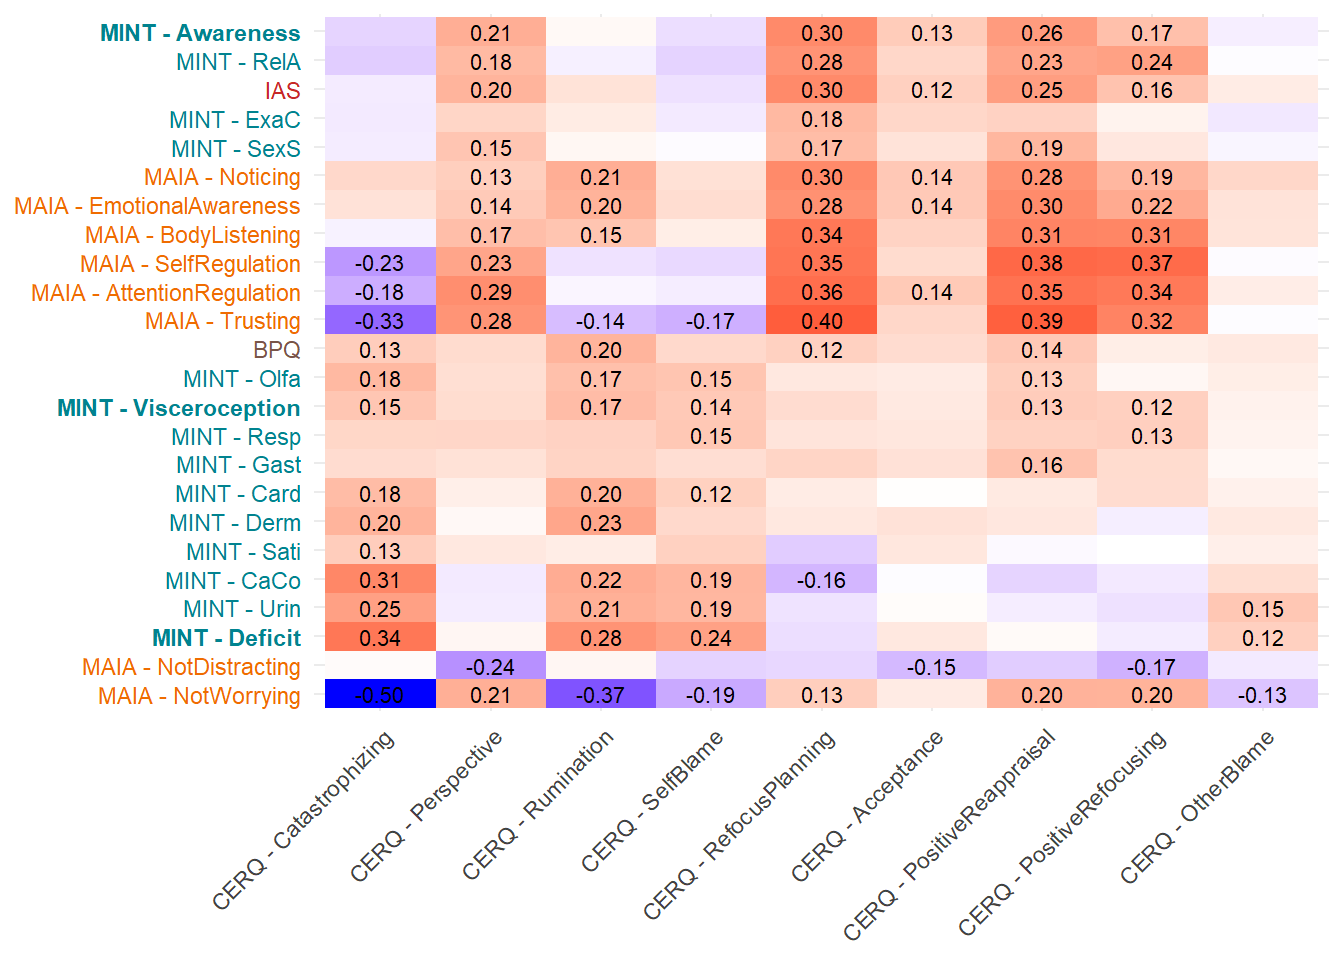 MINT - Awareness 0.21 0.30 0.13 0.26 0.17
MINT - RelA 0.18 0.28 0.23 0.24
IAS 0.20 0.30 0.12 0.25 0.16
MINT - ExaC 0.18
MINT - SexS 0.15 0.17 0.19
MAIA - Noticing 0.13 0.21 0.30 0.14 0.28 0.19
MAIA - EmotionalAwareness 0.14 0.20 0.28 0.14 0.30 0.22
MAIA - BodyListening 0.17 0.15 0.34 0.31 0.31
MAIA - SelfRegulation -0.23 0.23 0.35 0.38 0.37
MAIA - AttentionRegulation -0.18 0.29 0.36 0.14 0.35 0.34
MAIA - Trusting -0.33 0.28 -0.14 -0.17 0.40 0.39 0.32
BPQ 0.13 0.20 0.12 0.14
MINT - Olfa 0.18 0.17 0.15 0.13
MINT - Visceroception 0.15 0.17 0.14 0.13 0.12
MINT - Resp 0.15 0.13
MINT - Gast 0.16
MINT - Card 0.18 0.20 0.12
MINT - Derm 0.20 0.23
MINT - Sati 0.13
MINT - CaCo 0.31 0.22 0.19 -0.16
MINT - Urin 0.25 0.21 0.19 0.15
MINT - Deficit 0.34 0.28 0.24 0.12
MAIA - NotDistracting -0.24 -0.15 -0.17
MAIA - NotWorrying -0.50 0.21 -0.37 -0.19 0.13 0.20 0.20 -0.13
CERQ - Catastrophizing
CERQ - Perspective
CERQ - Rumination
CERQ - SelfBlame
CERQ - RefocusPlanning
CERQ - Acceptance
CERQ - PositiveReappraisal
CERQ - PositiveRefocusing
CERQ - OtherBlame